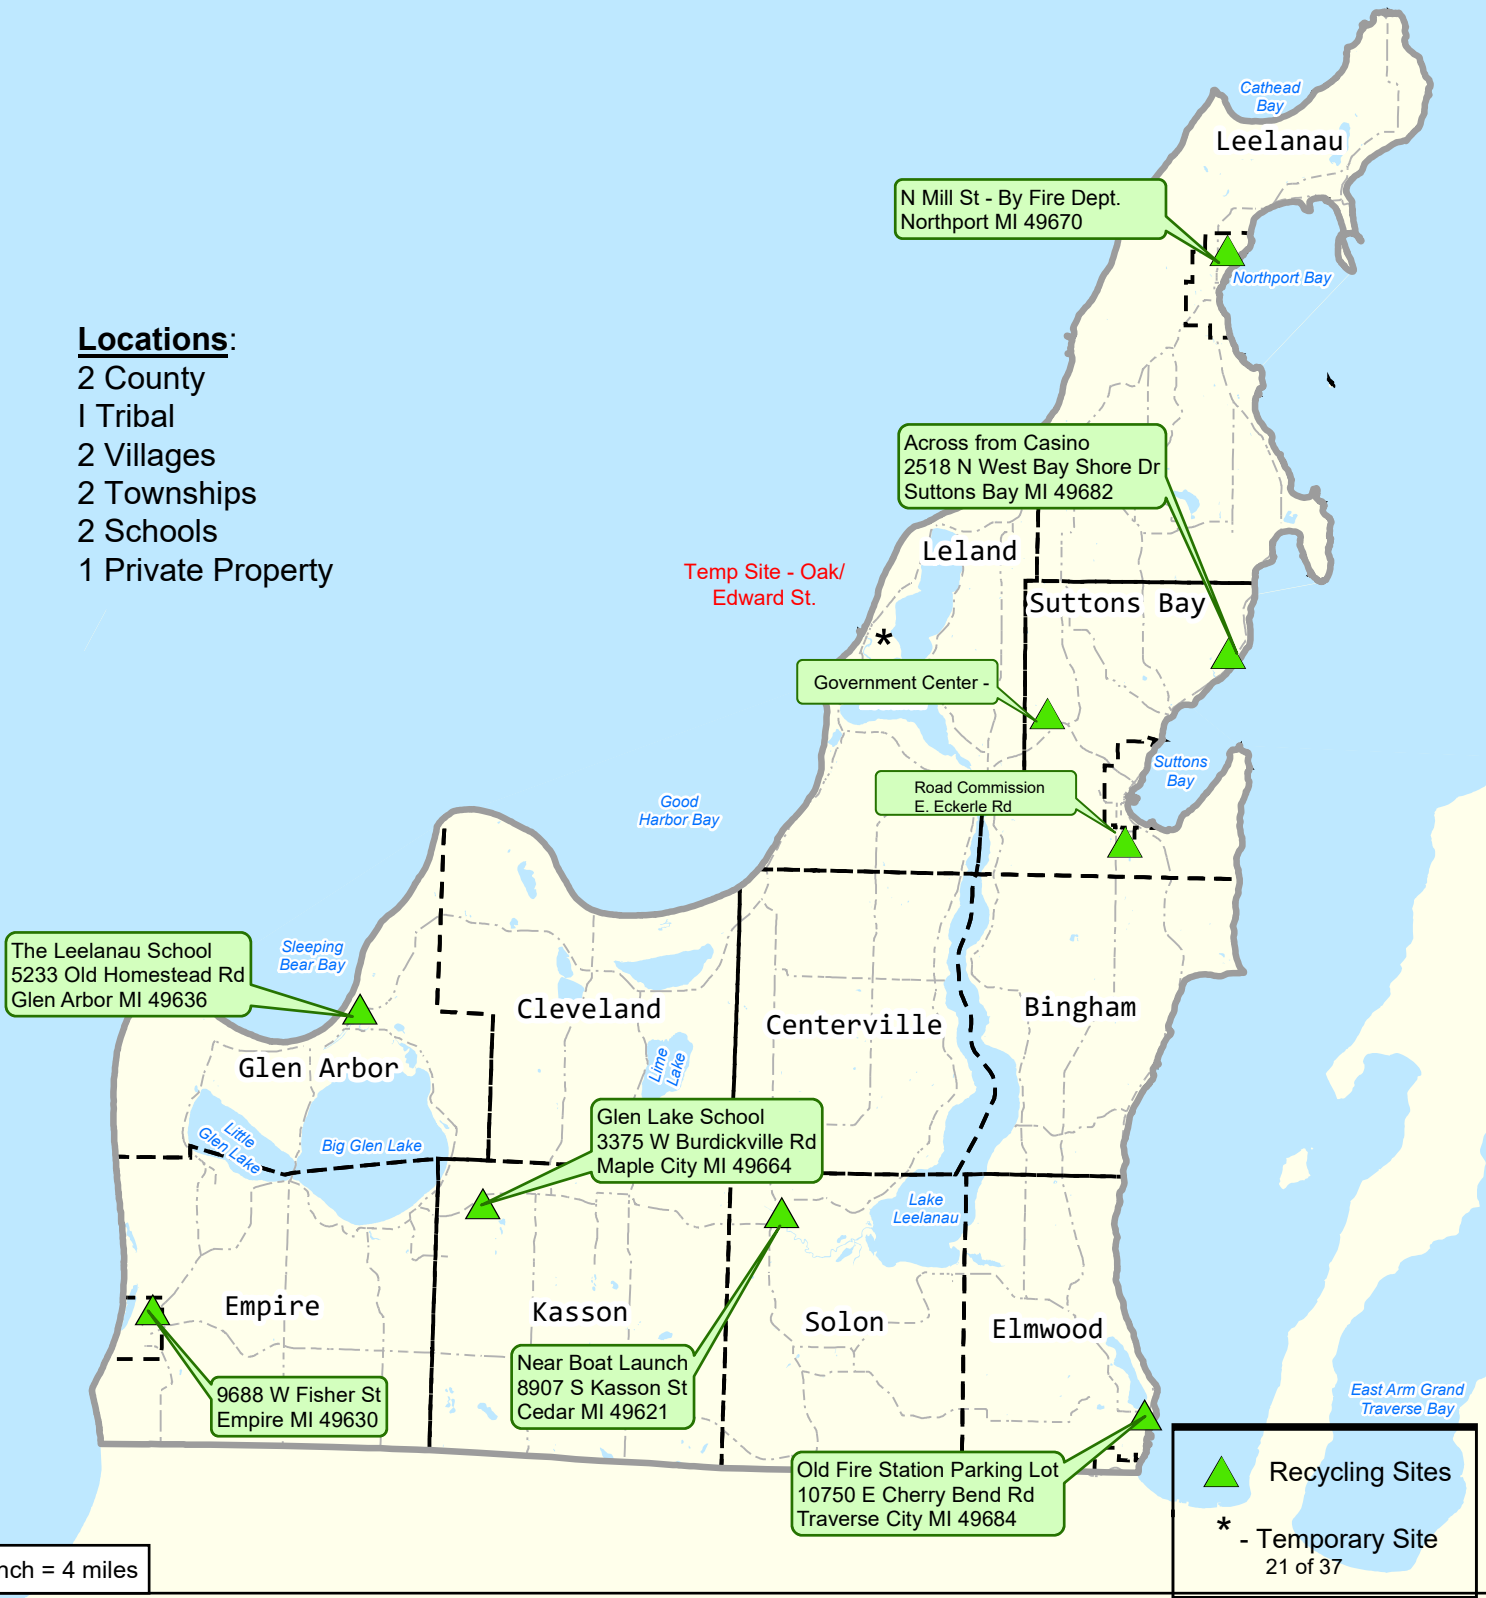 Cathead
Bay
Leelanau
N Mill St - By Fire Dept.
Northport MI 49670
Northport Bay
Locations:
2 County
I Tribal
2 Villages
2 Townships
2 Schools
1 Private Property
Across from Casino
2518 N West Bay Shore Dr
Suttons Bay MI 49682
Leland
Temp Site - Oak/
Edward St.
Suttons Bay
*
Government Center -
Suttons
Bay
Road Commission
E. Eckerle Rd
Good
Harbor Bay
The Leelanau School
5233 Old Homestead Rd
Glen Arbor MI 49636
Sleeping
Bear Bay
Cleveland
Centerville
Bingham
Glen Arbor
Lime
Lake
Little
Glen Lake
Big Glen Lake
Glen Lake School
3375 W Burdickville Rd
Maple City MI 49664
Lake
Leelanau
Empire
Kasson
Solon
Elmwood
Near Boat Launch
8907 S Kasson St
Cedar MI 49621
9688 W Fisher St
Empire MI 49630
East Arm Grand
Traverse Bay
Old Fire Station Parking Lot
10750 E Cherry Bend Rd
Traverse City MI 49684
Recycling Sites
* - Temporary Site
21 of 37
nch = 4 miles